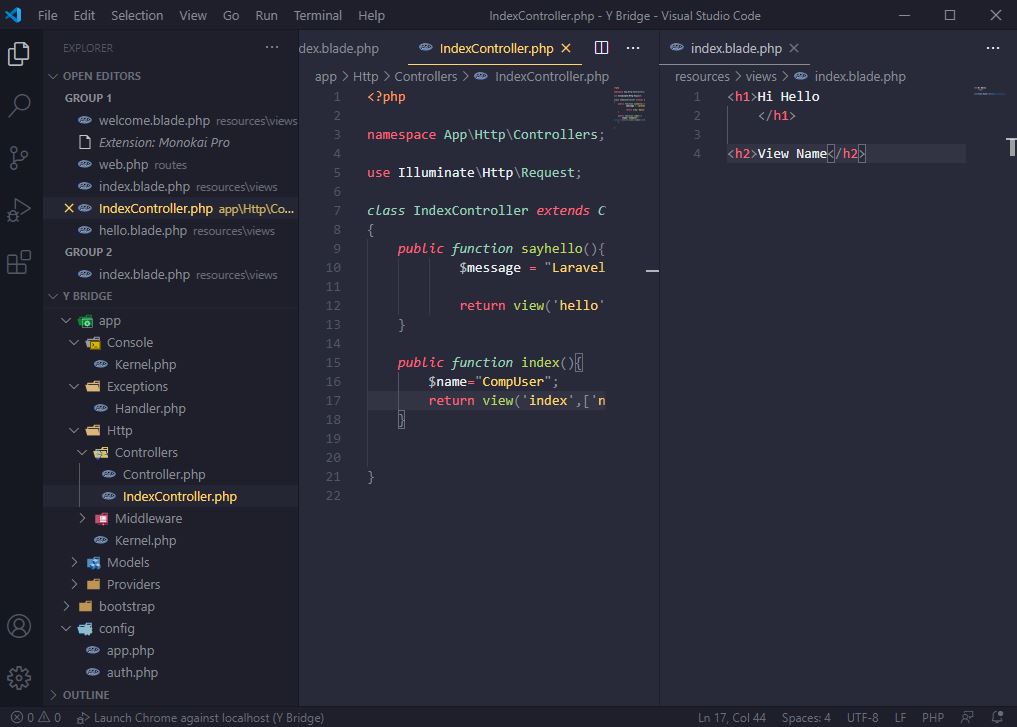 File Edit Selection View Go Run Terminal Help IndexController.php - Y Bridge - Visual Studio Code
EXPLORER
OPEN EDITORS
GROUP 1
welcome.blade.php resources\views
Extension: Monokai Pro
web.php routes
index.blade.php resources\views
IndexController.php app\Http\Co...
hello.blade.php resources\views
GROUP 2
index.blade.php resources\views
Y BRIDGE
app
Console
Kernel.php
Exceptions
Handler.php
Http
Controllers
Controller.php
IndexController.php
Middleware
Kernel.php
Models
Providers
bootstrap
config
app.php
auth.php
OUTLINE
dex.blade.php IndexController.php
app > Http > Controllers > IndexController.php
1 <?php
2
3 namespace App\Http\Controllers;
4
5 use Illuminate\Http\Request;
6
7 class IndexController extends C
8 {
9 public function sayhello(){
10 $message = "Laravel
11
12 return view('hello'
13 }
14
15 public function index(){
16 $name="CompUser";
17 return view('index',['n
18 }
19
20
21 }
22
index.blade.php
resources > views > index.blade.php
1 <h1>Hi Hello
2 </h1>
3
4 <h2>View Name</h2>
0 0 Launch Chrome against localhost (Y Bridge) Ln 17, Col 44 Spaces: 4 UTF-8 LF PHP